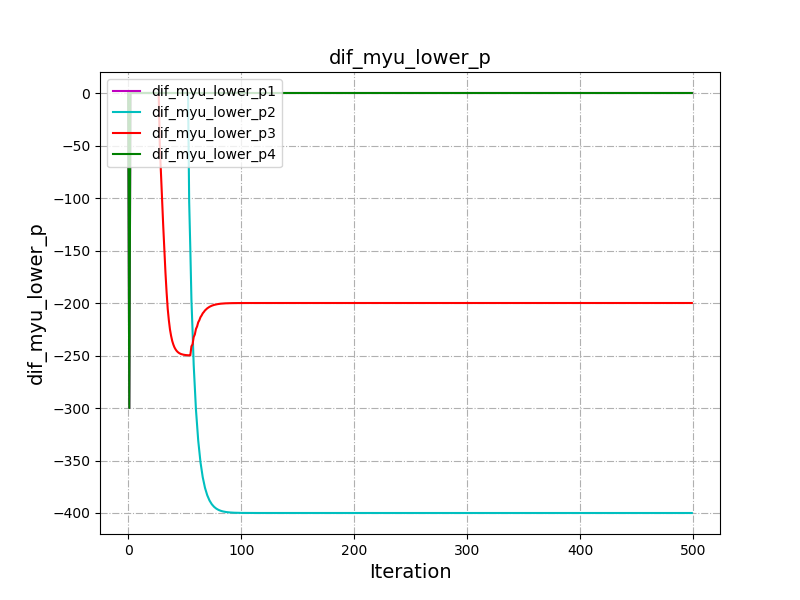 dif_myu_lower_p
dif_myu_lower_p1
dif_myu_lower_p2
dif_myu_lower_p3
dif_myu_lower_p4
dif_myu_lower_p
0
−50
−100
−150
−200
−250
−300
−350
−400
0 100 200 300 400 500
Iteration